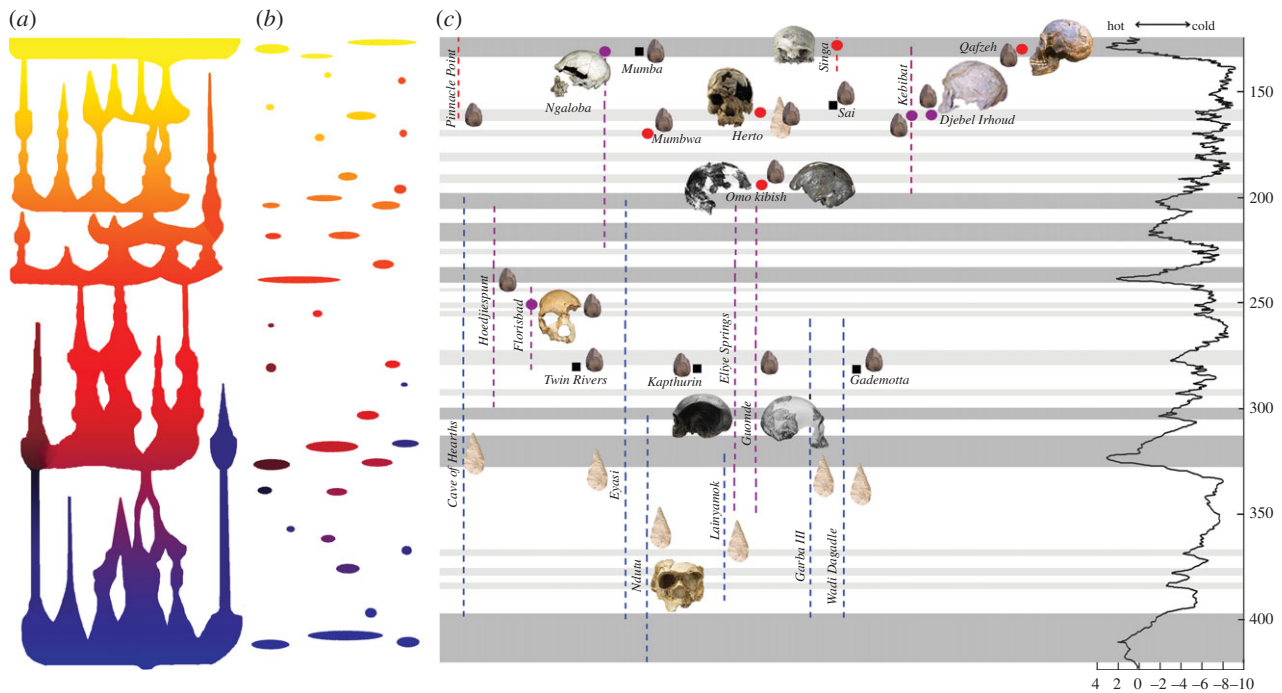 (a)
(b)
(c)
hot
cold
Pinnacle Point
Ngaloba
Mumba
Singa
Kebibat
Qafzeh
Mumbwa
Herto
Sai
Djebel Irhoud
150
Omo kibish
200
Hoedjiespunt
Florisbad
Eliye Springs
250
Twin Rivers
Kapthurin
Gademotta
Guomde
300
Cave of Hearths
Eyasi
Lainyamok
350
Ndutu
Garba III
Wadi Dagadle
400
4 2 0 –2 –4 –6 –8 –10